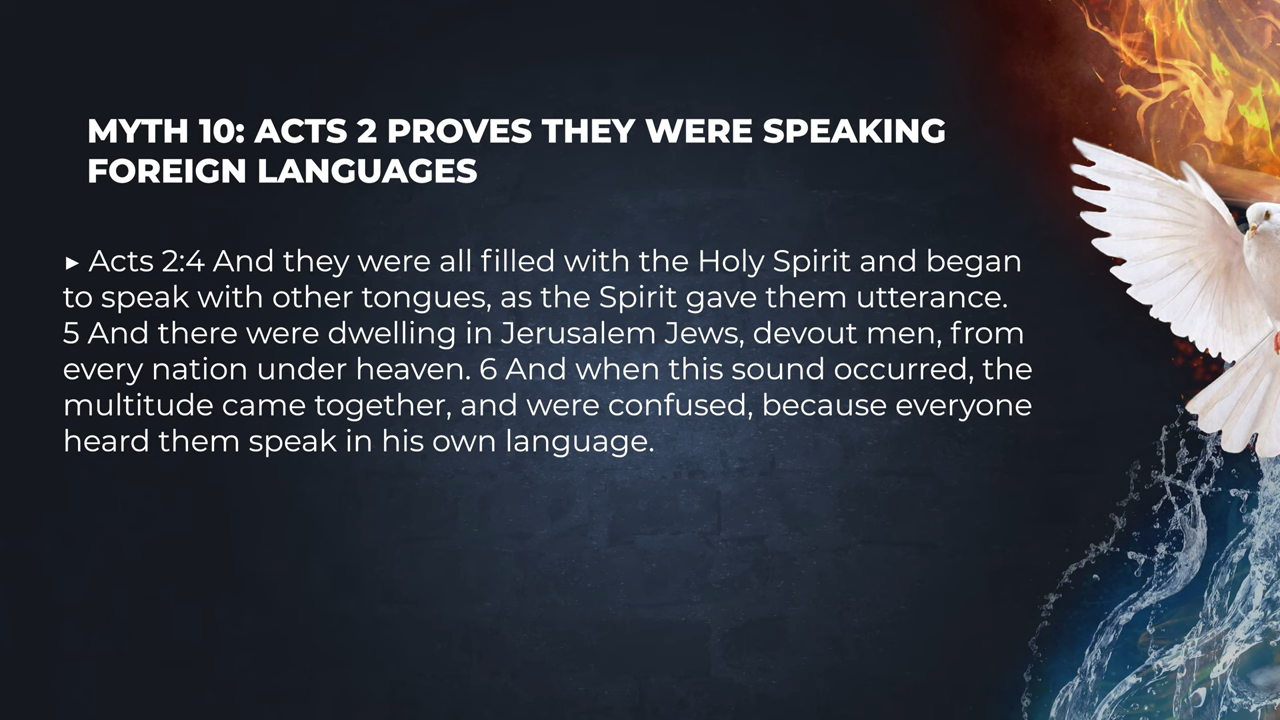 MYTH 10: ACTS 2 PROVES THEY WERE SPEAKING
FOREIGN LANGUAGES
▸ Acts 2:4 And they were all filled with the Holy Spirit and began
to speak with other tongues, as the Spirit gave them utterance.
5 And there were dwelling in Jerusalem Jews, devout men, from
every nation under heaven. 6 And when this sound occurred, the
multitude came together, and were confused, because everyone
heard them speak in his own language.